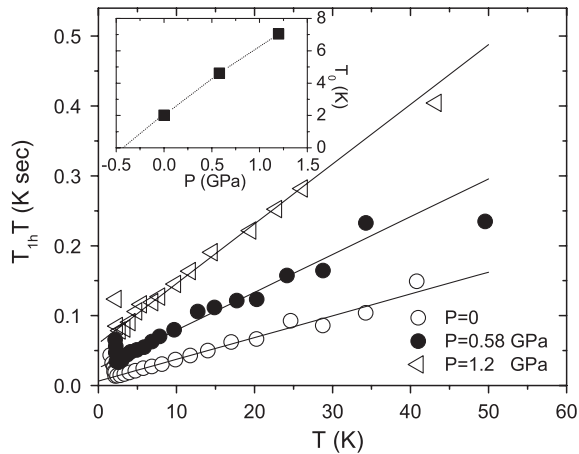 0.5
0.4
0.3
0.2
0.1
0.0
T₁ₕT (K sec)
0 10 20 30 40 50 60
T (K)
8
6
4
2
0
T₀ (K)
-0.5 0.0 0.5 1.0 1.5
P (GPa)
P=0
P=0.58 GPa
P=1.2 GPa